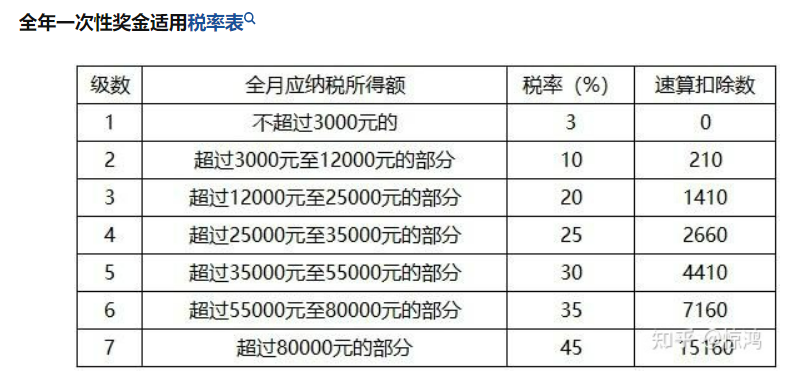 全年一次性奖金适用税率表
级数 全月应纳税所得额 税率（%） 速算扣除数
1 不超过3000元的 3 0
2 超过3000元至12000元的部分 10 210
3 超过12000元至25000元的部分 20 1410
4 超过25000元至35000元的部分 25 2660
5 超过35000元至55000元的部分 30 4410
6 超过55000元至80000元的部分 35 7160
7 超过80000元的部分 45 15160
知乎 @惊鸿